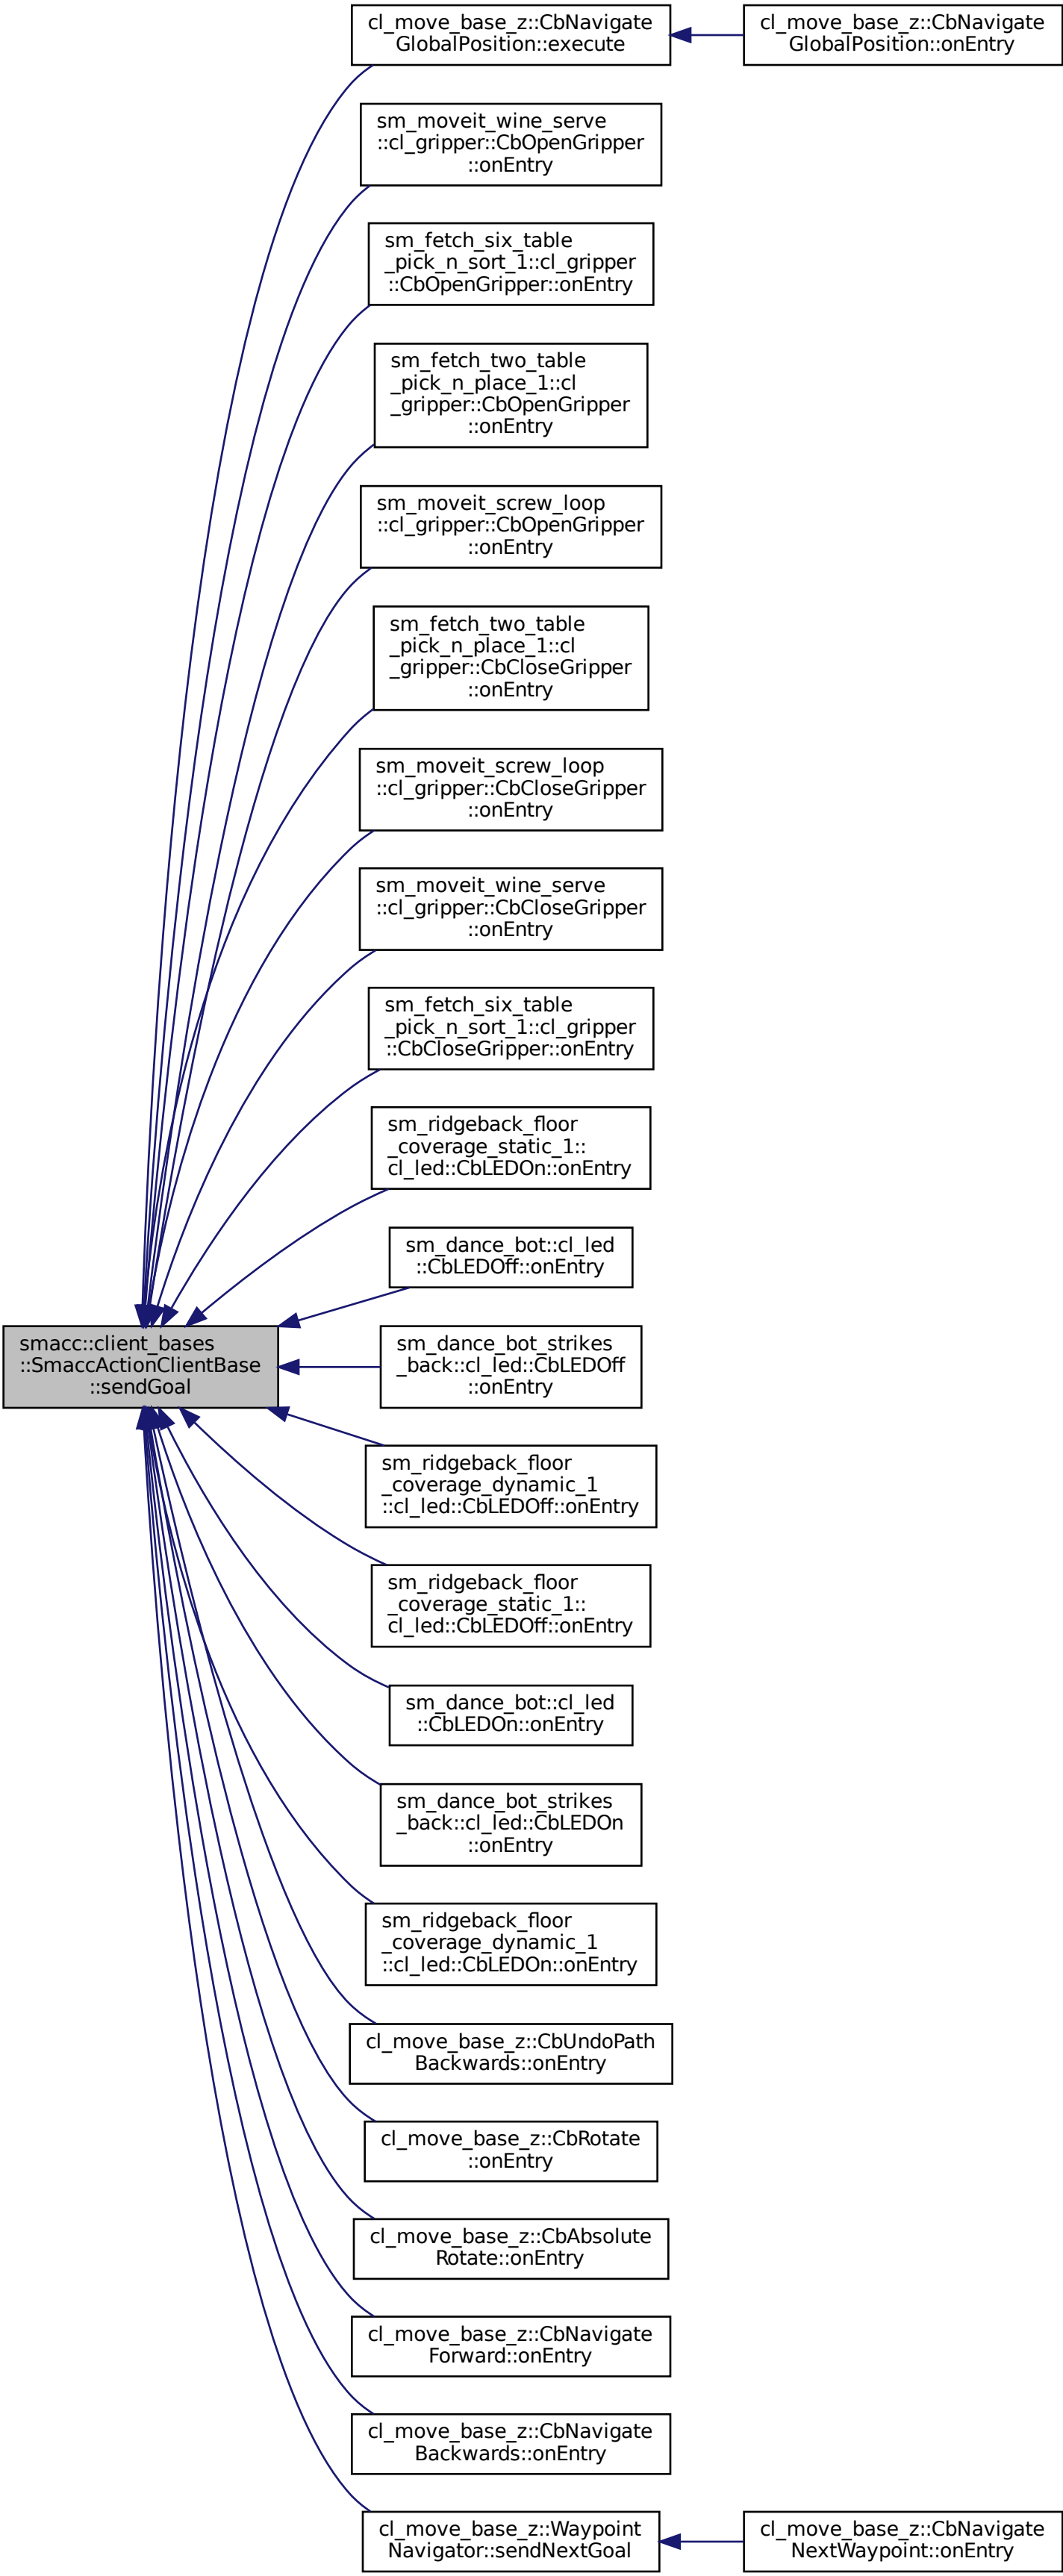 cl_move_base_z::CbNavigate
GlobalPosition::execute
cl_move_base_z::CbNavigate
GlobalPosition::onEntry
sm_moveit_wine_serve
::cl_gripper::CbOpenGripper
::onEntry
sm_fetch_six_table
_pick_n_sort_1::cl_gripper
::CbOpenGripper::onEntry
sm_fetch_two_table
_pick_n_place_1::cl
_gripper::CbOpenGripper
::onEntry
sm_moveit_screw_loop
::cl_gripper::CbOpenGripper
::onEntry
sm_fetch_two_table
_pick_n_place_1::cl
_gripper::CbCloseGripper
::onEntry
sm_moveit_screw_loop
::cl_gripper::CbCloseGripper
::onEntry
sm_moveit_wine_serve
::cl_gripper::CbCloseGripper
::onEntry
sm_fetch_six_table
_pick_n_sort_1::cl_gripper
::CbCloseGripper::onEntry
sm_ridgeback_floor
_coverage_static_1::
cl_led::CbLEDOn::onEntry
sm_dance_bot::cl_led
::CbLEDOff::onEntry
smacc::client_bases
::SmaccActionClientBase
::sendGoal
sm_dance_bot_strikes
_back::cl_led::CbLEDOff
::onEntry
sm_ridgeback_floor
_coverage_dynamic_1
::cl_led::CbLEDOff::onEntry
sm_ridgeback_floor
_coverage_static_1::
cl_led::CbLEDOff::onEntry
sm_dance_bot::cl_led
::CbLEDOn::onEntry
sm_dance_bot_strikes
_back::cl_led::CbLEDOn
::onEntry
sm_ridgeback_floor
_coverage_dynamic_1
::cl_led::CbLEDOn::onEntry
cl_move_base_z::CbUndoPath
Backwards::onEntry
cl_move_base_z::CbRotate
::onEntry
cl_move_base_z::CbAbsolute
Rotate::onEntry
cl_move_base_z::CbNavigate
Forward::onEntry
cl_move_base_z::CbNavigate
Backwards::onEntry
cl_move_base_z::Waypoint
Navigator::sendNextGoal
cl_move_base_z::CbNavigate
NextWaypoint::onEntry